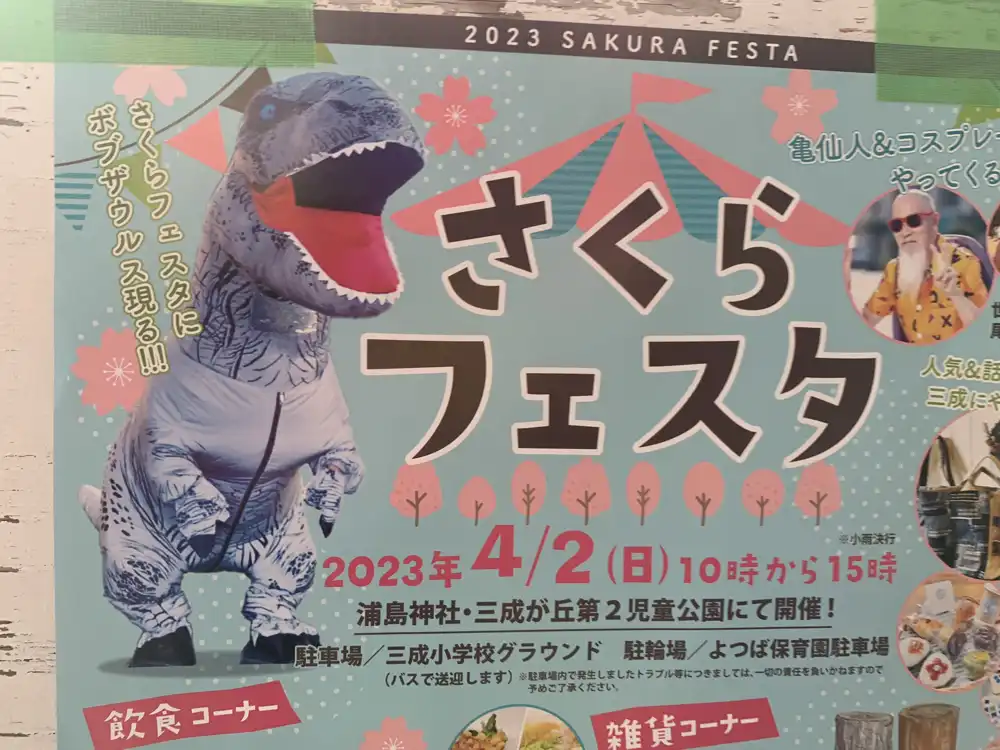 2023 SAKURA FESTA
さくらフェスタに
ボブザウルス現る!!!
さくら
フェスタ
亀仙人&コスプレ
やってくる
人気&話
三成に
※小雨決行
2023年 4/2(日)10時から15時
浦島神社・三成が丘第2児童公園にて開催!
駐車場／三成小学校グラウンド 駐輪場／よつば保育園駐車場
(バスで送迎します) ※駐車場内で発生しましたトラブル等につきましては、一切の責任を負いかねますので
予めご了承ください。
飲食コーナー
雑貨コーナー